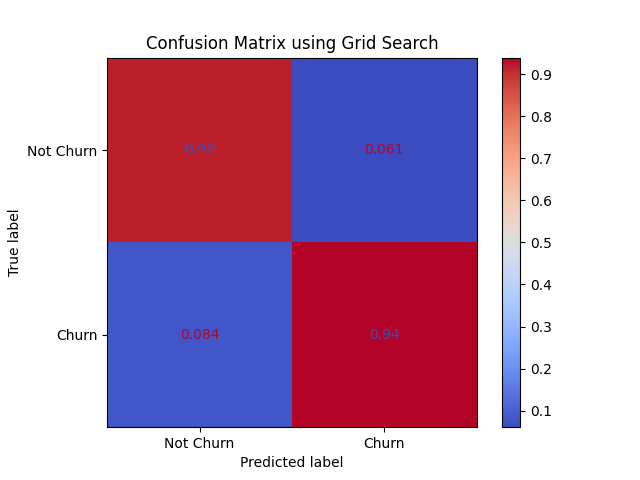 Confusion Matrix using Grid Search
0.9
0.8
0.7
0.6
0.5
0.4
0.3
0.2
0.1
True label
Not Churn
0.92
0.061
Churn
0.084
0.94
Not Churn
Churn
Predicted label